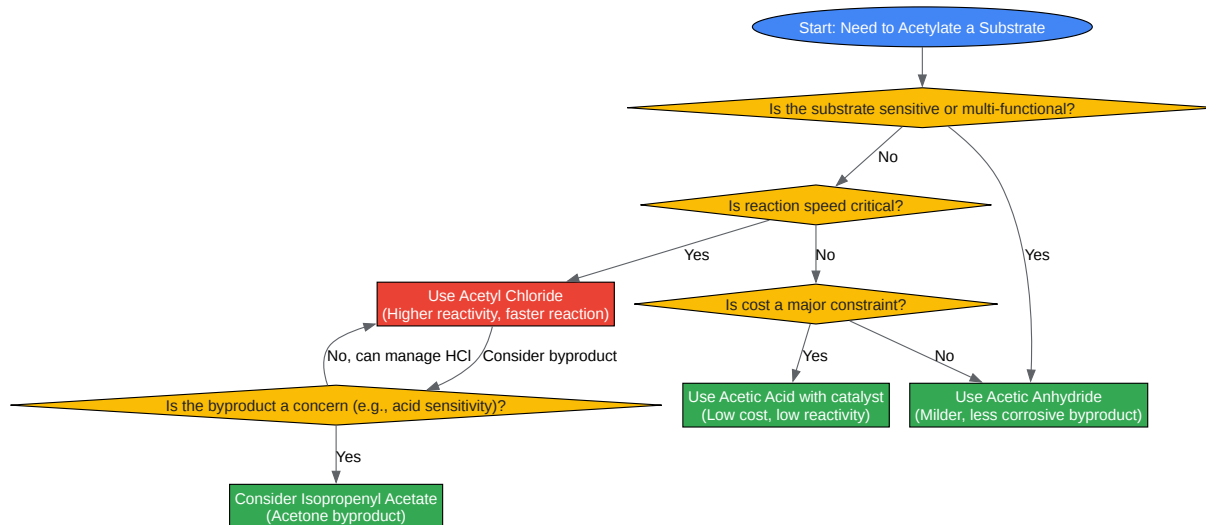 Start: Need to Acetylate a Substrate
Is the substrate sensitive or multi-functional?
No
Is reaction speed critical?
Yes
No
Yes
Use Acetyl Chloride
(Higher reactivity, faster reaction)
Is cost a major constraint?
No, can manage HCl
Consider byproduct
Yes
No
Is the byproduct a concern (e.g., acid sensitivity)?
Use Acetic Acid with catalyst
(Low cost, low reactivity)
Use Acetic Anhydride
(Milder, less corrosive byproduct)
Yes
Consider Isopropenyl Acetate
(Acetone byproduct)